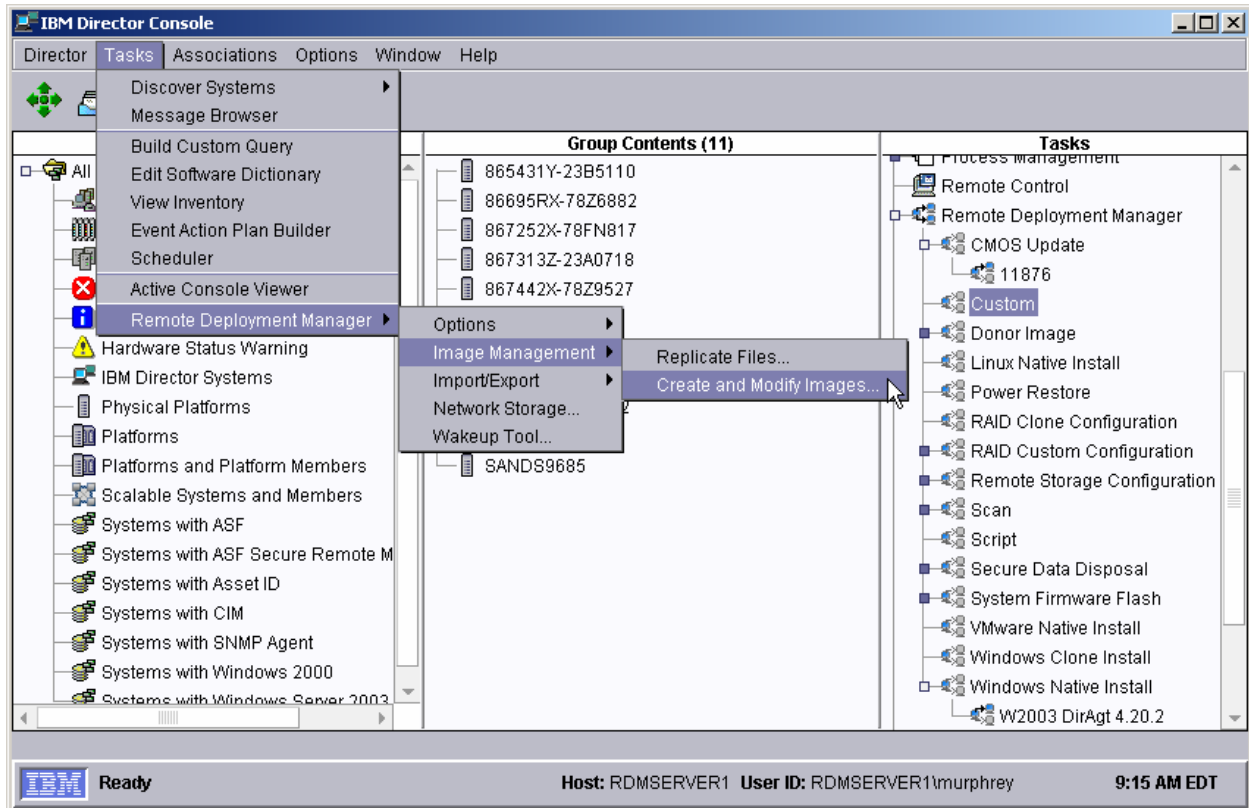 IBM Director Console
Director Tasks Associations Options Window Help
Discover Systems
Message Browser
Build Custom Query
Edit Software Dictionary
View Inventory
Event Action Plan Builder
Scheduler
Active Console Viewer
Remote Deployment Manager
Options
Image Management
Import/Export
Network Storage...
Wakeup Tool...
Replicate Files...
Create and Modify Images...
All
Hardware Status Warning
IBM Director Systems
Physical Platforms
Platforms
Platforms and Platform Members
Scalable Systems and Members
Systems with ASF
Systems with ASF Secure Remote M
Systems with Asset ID
Systems with CIM
Systems with SNMP Agent
Systems with Windows 2000
Systems with Windows Server 2003
Group Contents (11)
865431Y-23B5110
86695RX-78Z6882
867252X-78FN817
867313Z-23A0718
867442X-78Z9527
SANDS9685
Tasks
Process Management
Remote Control
Remote Deployment Manager
CMOS Update
11876
Custom
Donor Image
Linux Native Install
Power Restore
RAID Clone Configuration
RAID Custom Configuration
Remote Storage Configuration
Scan
Script
Secure Data Disposal
System Firmware Flash
VMware Native Install
Windows Clone Install
Windows Native Install
W2003 DirAgt 4.20.2
IBM Ready Host: RDMSERVER1 User ID: RDMSERVER1\murphrey 9:15 AM EDT